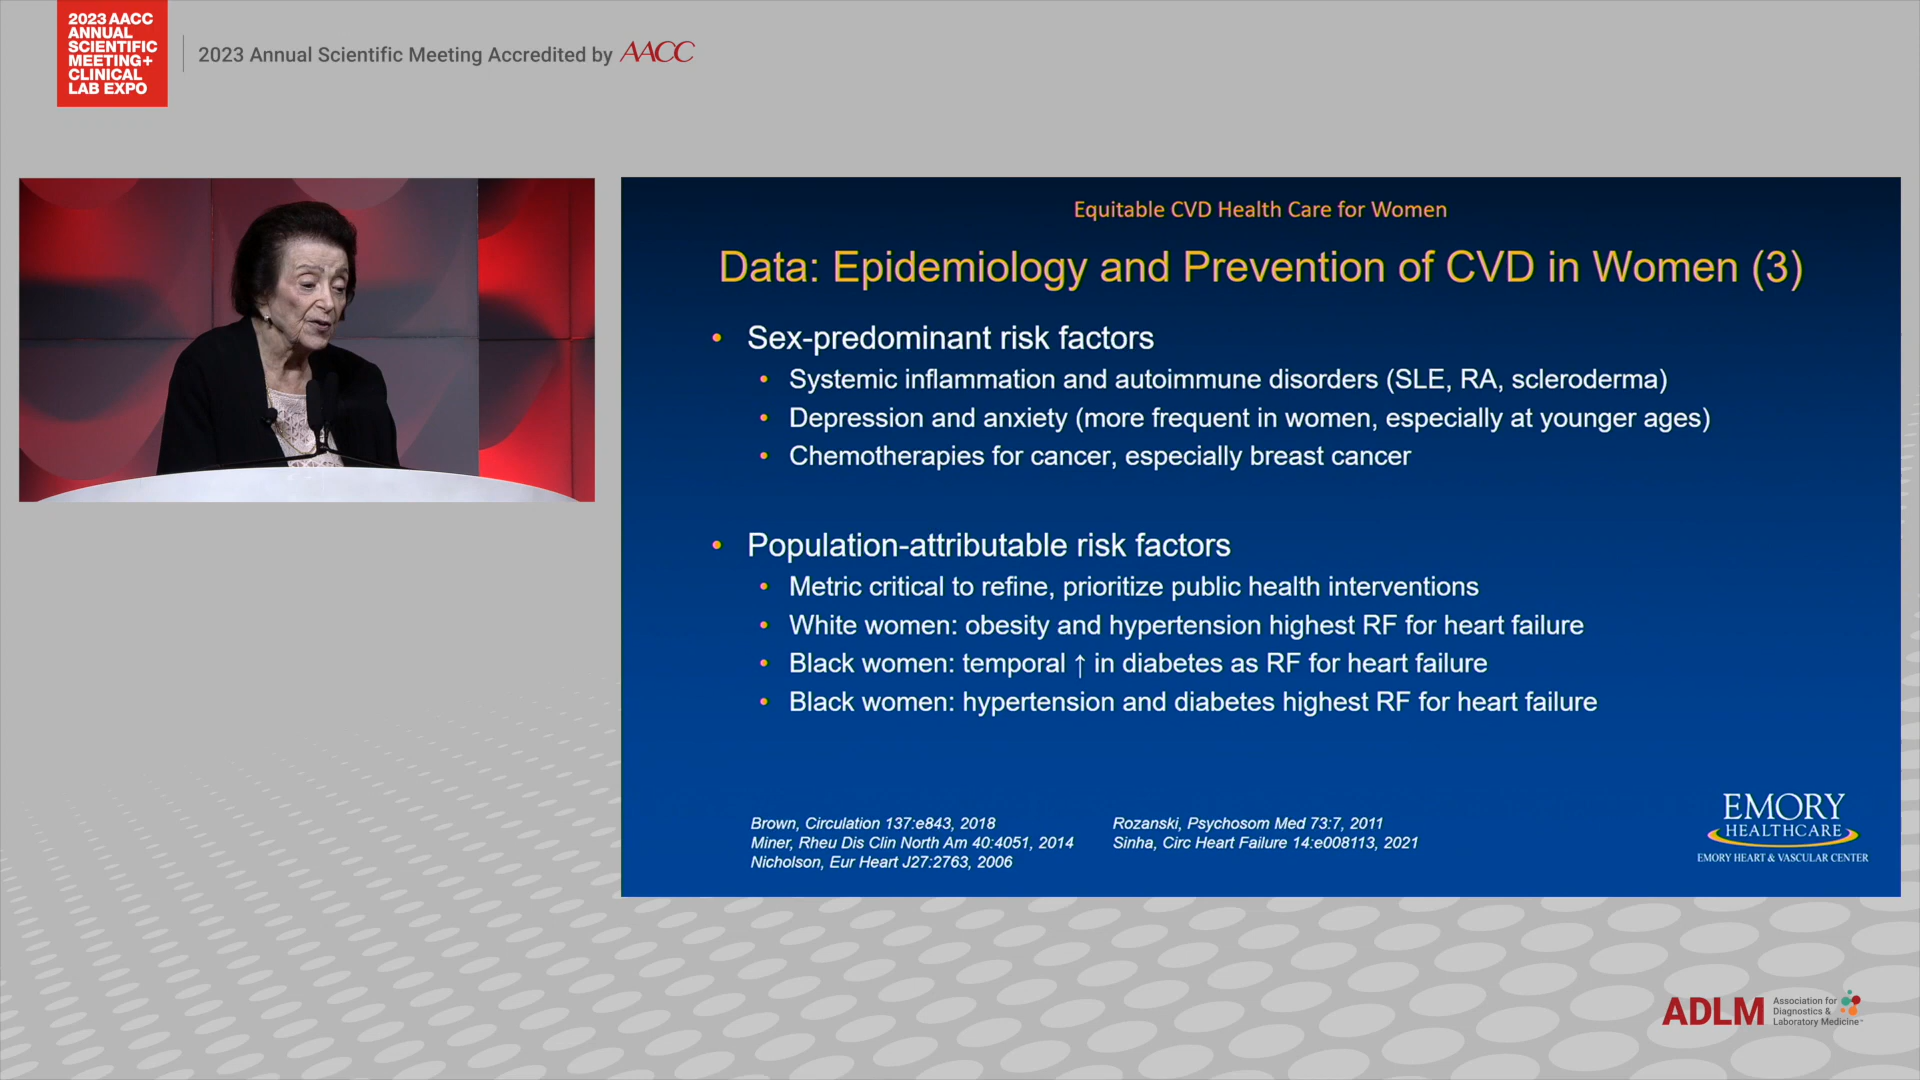 2023 AACC
ANNUAL
SCIENTIFIC
MEETING+
CLINICAL
LAB EXPO
2023 Annual Scientific Meeting Accredited by AACC
Equitable CVD Health Care for Women
Data: Epidemiology and Prevention of CVD in Women (3)
• Sex-predominant risk factors
• Systemic inflammation and autoimmune disorders (SLE, RA, scleroderma)
• Depression and anxiety (more frequent in women, especially at younger ages)
• Chemotherapies for cancer, especially breast cancer
• Population-attributable risk factors
• Metric critical to refine, prioritize public health interventions
• White women: obesity and hypertension highest RF for heart failure
• Black women: temporal ↑ in diabetes as RF for heart failure
• Black women: hypertension and diabetes highest RF for heart failure
Brown, Circulation 137:e843, 2018
Miner, Rheu Dis Clin North Am 40:4051, 2014
Nicholson, Eur Heart J27:2763, 2006
Rozanski, Psychosom Med 73:7, 2011
Sinha, Circ Heart Failure 14:e008113, 2021
EMORY
HEALTHCARE
EMORY HEART & VASCULAR CENTER
ADLM
Association for
Diagnostics &
Laboratory Medicine